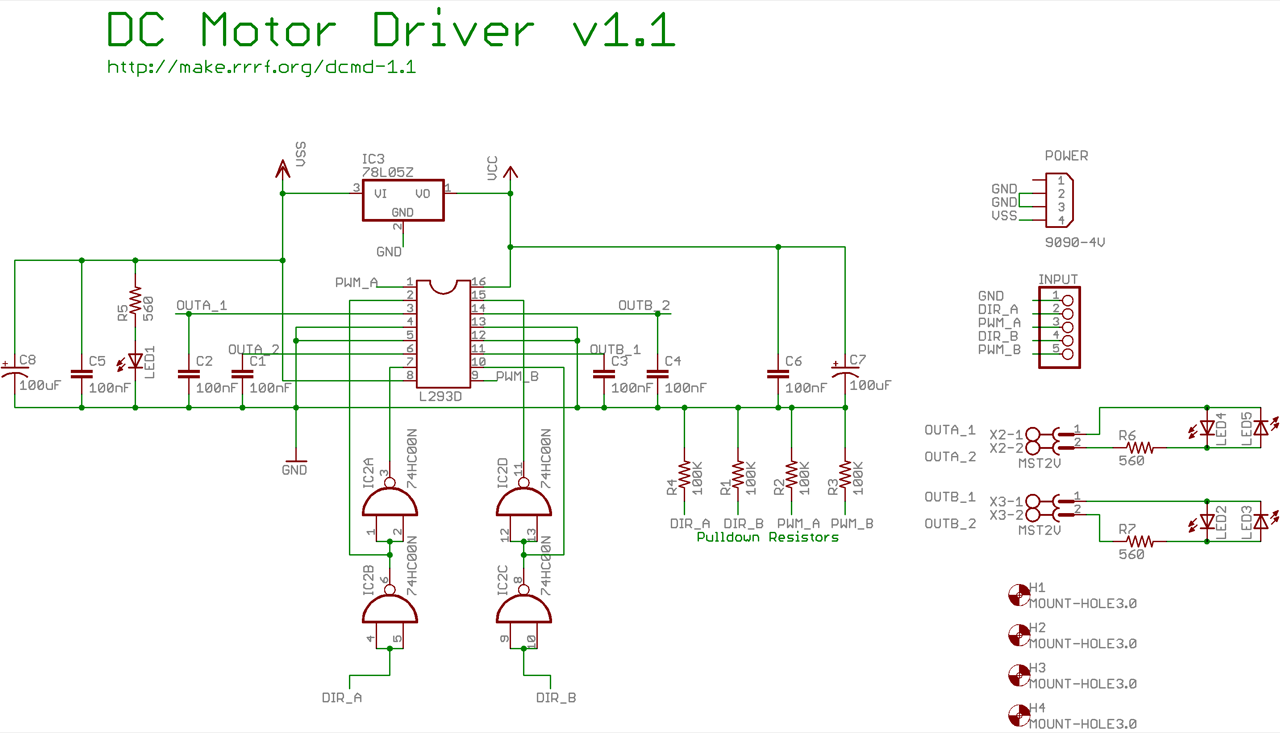 DC Motor Driver v1.1
http://make.rrrf.org/dcmd-1.1
VSS
IC3
78L05Z
3 VI VO 1
GND
2
GND
VCC
POWER
GND
GND
VSS
1
2
3
4
9090-4V
INPUT
GND 1
DIR_A 2
PWM_A 3
DIR_B 4
PWM_B 5
PWM_A
1
2
3
4
5
6
7
8
16
15
14
13
12
11
10
9
L293D
PWM_B
OUTA_1
OUTA_2
OUTB_2
OUTB_1
R5
560
LED1
+ C8
100uF
C5
100nF
C2
100nF
C1
100nF
C3
100nF
C4
100nF
C6
100nF
+ C7
100uF
GND
IC2A
74HC00N
3
1
2
IC2D
74HC00N
11
12
13
IC2B
74HC00N
6
4
5
IC2C
74HC00N
8
9
10
DIR_A
DIR_B
R4
100K
R1
100K
R2
100K
R3
100K
DIR_A DIR_B PWM_A PWM_B
Pulldown Resistors
OUTA_1
OUTA_2
X2-1
X2-2
MST2V
1
2
R6
560
LED4
LED5
OUTB_1
OUTB_2
X3-1
X3-2
MST2V
1
2
R7
560
LED2
LED3
H1
MOUNT-HOLE3.0
H2
MOUNT-HOLE3.0
H3
MOUNT-HOLE3.0
H4
MOUNT-HOLE3.0